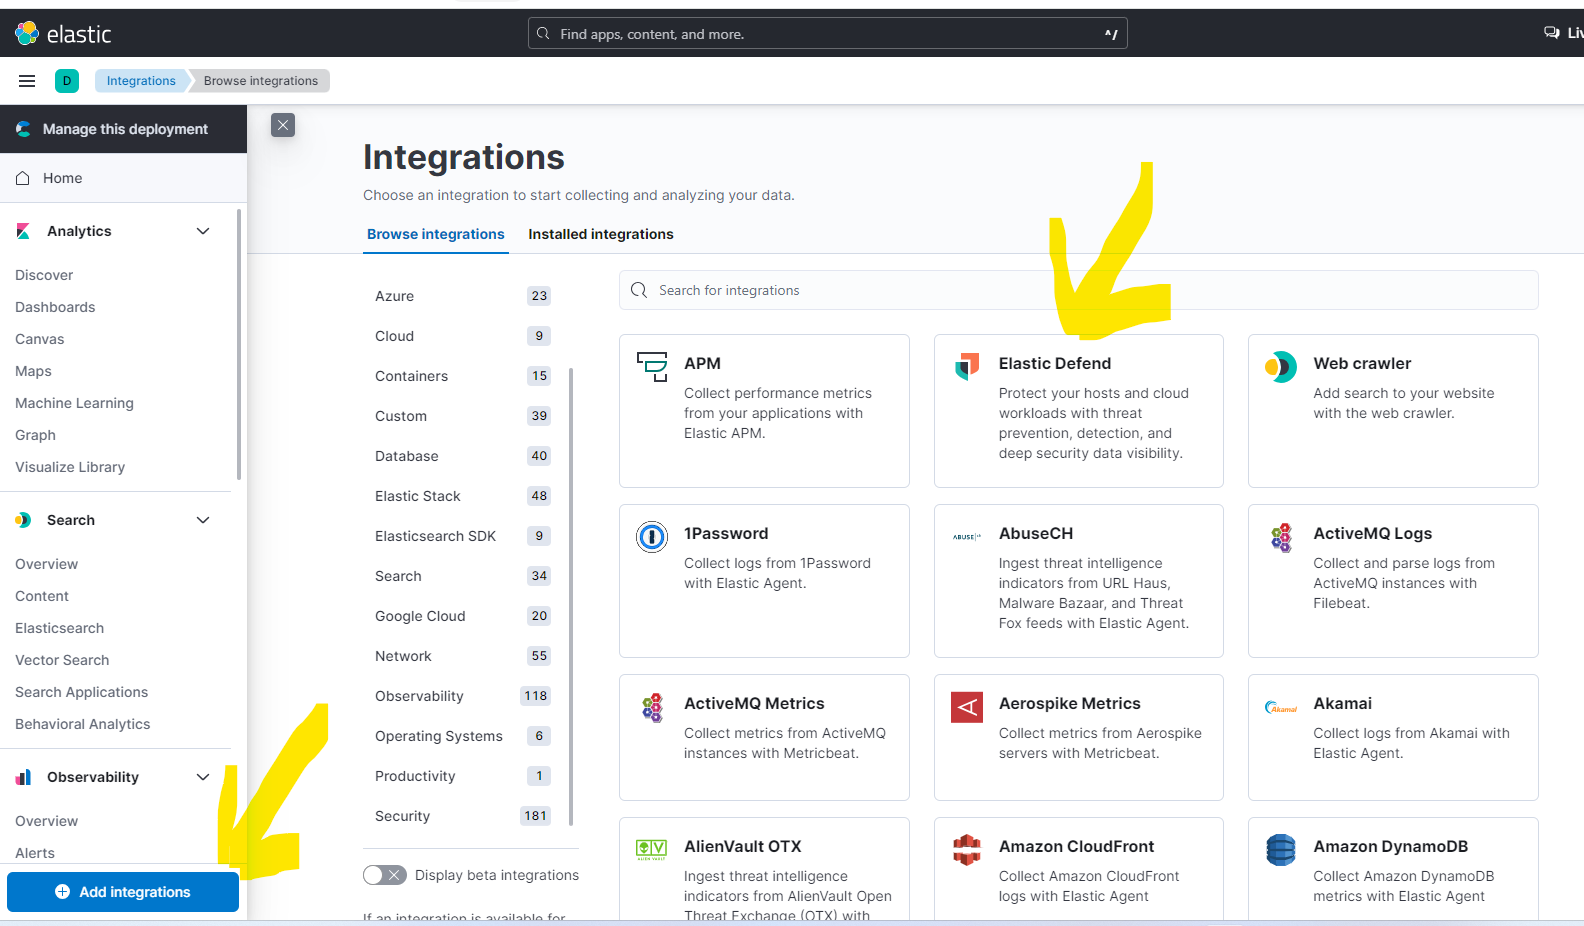 elastic
Find apps, content, and more.
^/
D
Integrations
Browse integrations
Manage this deployment
Home
Analytics
Discover
Dashboards
Canvas
Maps
Machine Learning
Graph
Visualize Library
Search
Overview
Content
Elasticsearch
Vector Search
Search Applications
Behavioral Analytics
Observability
Overview
Alerts
Add integrations
Integrations
Choose an integration to start collecting and analyzing your data.
Browse integrations
Installed integrations
Azure 23
Cloud 9
Containers 15
Custom 39
Database 40
Elastic Stack 48
Elasticsearch SDK 9
Search 34
Google Cloud 20
Network 55
Observability 118
Operating Systems 6
Productivity 1
Security 181
Display beta integrations
If an integration is available for
Search for integrations
APM
Collect performance metrics
from your applications with
Elastic APM.
Elastic Defend
Protect your hosts and cloud
workloads with threat
prevention, detection, and
deep security data visibility.
Web crawler
Add search to your website
with the web crawler.
1Password
Collect logs from 1Password
with Elastic Agent.
ABUSE
AbuseCH
Ingest threat intelligence
indicators from URL Haus,
Malware Bazaar, and Threat
Fox feeds with Elastic Agent.
ActiveMQ Logs
Collect and parse logs from
ActiveMQ instances with
Filebeat.
ActiveMQ Metrics
Collect metrics from ActiveMQ
instances with Metricbeat.
Aerospike Metrics
Collect metrics from Aerospike
servers with Metricbeat.
Akamai
Akamai
Collect logs from Akamai with
Elastic Agent.
ALIEN VAULT
AlienVault OTX
Ingest threat intelligence
indicators from AlienVault Open
Threat Exchange (OTX) with
Amazon CloudFront
Collect Amazon CloudFront
logs with Elastic Agent
Amazon DynamoDB
Collect Amazon DynamoDB
metrics with Elastic Agent